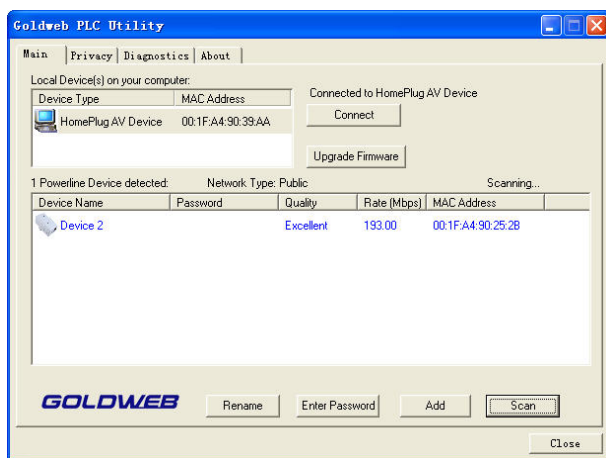 Goldweb PLC Utility
Main Privacy Diagnostics About
Local Device(s) on your computer:
Connected to HomePlug AV Device
Device Type MAC Address
Connect
HomePlug AV Device 00:1F:A4:90:39:AA
Upgrade Firmware
1 Powerline Device detected: Network Type: Public Scanning...
Device Name Password Quality Rate (Mbps) MAC Address
Device 2 Excellent 193.00 00:1F:A4:90:25:2B
GOLDWEB Rename Enter Password Add Scan
Close